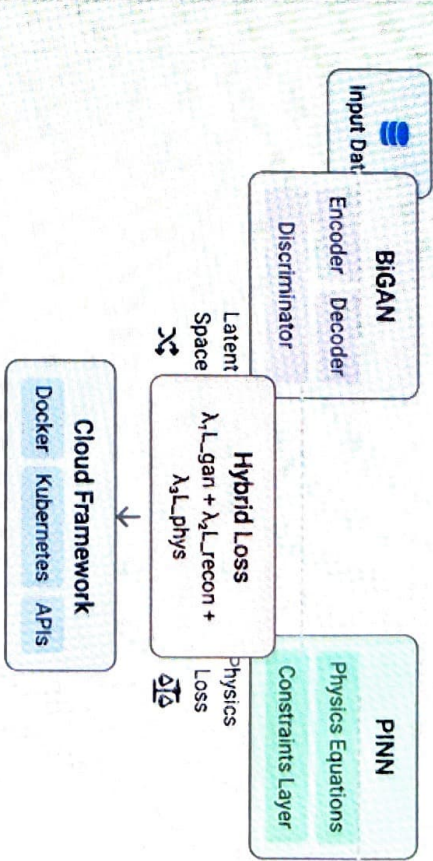 Input Dat
BiGAN
Encoder Decoder
Discriminator
Latent
Space
Hybrid Loss
λ₁L_gan + λ₂L_recon +
λ₃L_phys
PINN
Physics Equations
Constraints Layer
Physics
Loss
Cloud Framework
Docker Kubernetes APIs